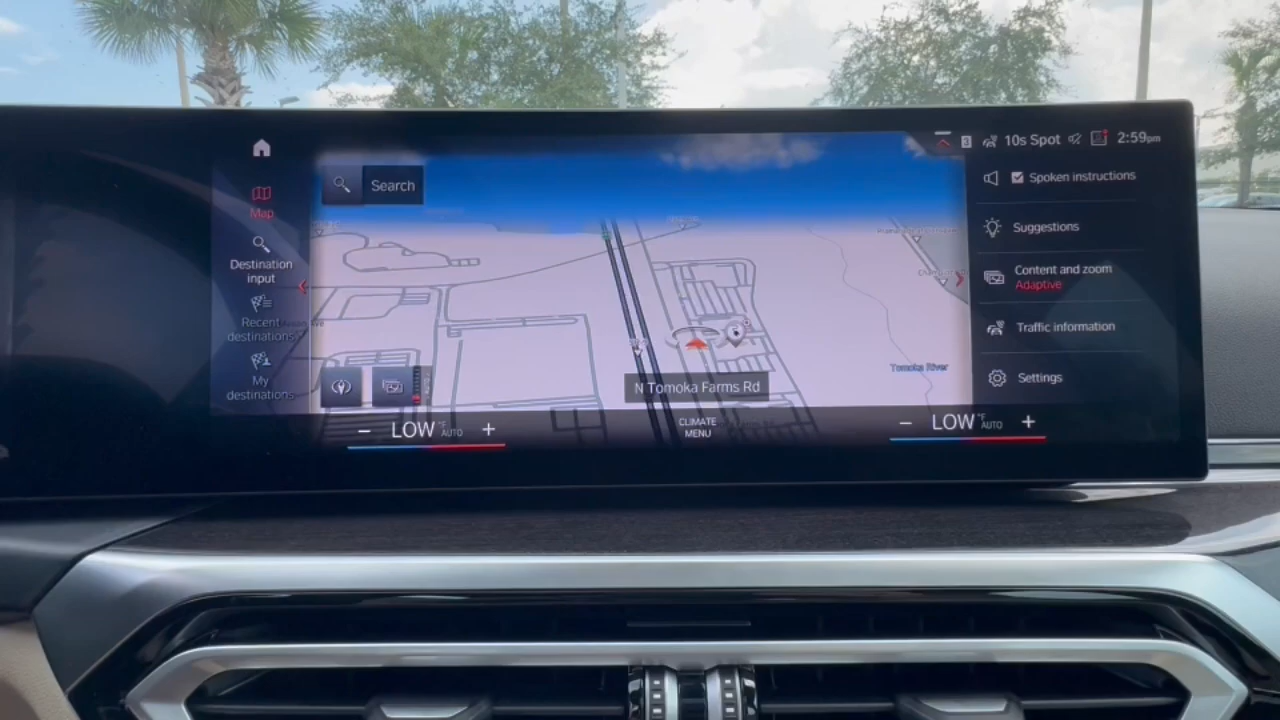 3
10s Spot
2:59pm
Map
Destination
input
Recent
destinations
My
destinations
Search
N Tomoka Farms Rd
Tomoka River
Spoken instructions
Suggestions
Content and zoom
Adaptive
Traffic information
Settings
− LOW °F AUTO +
CLIMATE
MENU
− LOW °F AUTO +